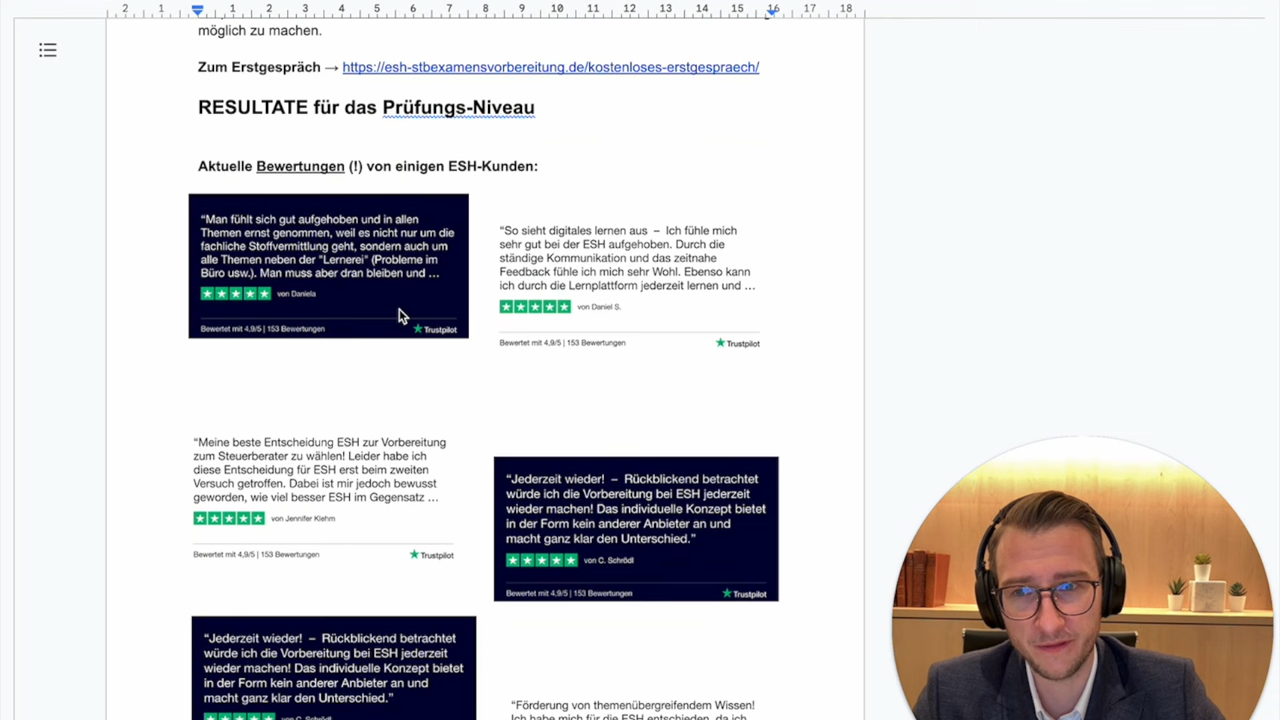 2 1 1 2 3 4 5 6 7 8 9 10 11 12 13 14 15 16 17 18
möglich zu machen.
Zum Erstgespräch → https://esh-stbexamensvorbereitung.de/kostenloses-erstgespraech/
RESULTATE für das Prüfungs-Niveau
Aktuelle Bewertungen (!) von einigen ESH-Kunden:
“Man fühlt sich gut aufgehoben und in allen
Themen ernst genommen, weil es nicht nur um die
fachliche Stoffvermittlung geht, sondern auch um
alle Themen neben der "Lernerei" (Probleme im
Büro usw.). Man muss aber dran bleiben und ...
von Daniela
Bewertet mit 4,9/5 | 153 Bewertungen
Trustpilot
“So sieht digitales lernen aus – Ich fühle mich
sehr gut bei der ESH aufgehoben. Durch die
ständige Kommunikation und das zeitnahe
Feedback fühle ich mich sehr Wohl. Ebenso kann
ich durch die Lernplattform jederzeit lernen und ...
von Daniel S.
Bewertet mit 4,9/5 | 153 Bewertungen
Trustpilot
“Meine beste Entscheidung ESH zur Vorbereitung
zum Steuerberater zu wählen! Leider habe ich
diese Entscheidung für ESH erst beim zweiten
Versuch getroffen. Dabei ist mir jedoch bewusst
geworden, wie viel besser ESH im Gegensatz ...
von Jennifer Kiehm
Bewertet mit 4,9/5 | 153 Bewertungen
Trustpilot
“Jederzeit wieder! – Rückblickend betrachtet
würde ich die Vorbereitung bei ESH jederzeit
wieder machen! Das individuelle Konzept bietet
in der Form kein anderer Anbieter an und
macht ganz klar den Unterschied.”
von C. Schrödl
Bewertet mit 4,9/5 | 153 Bewertungen
Trustpilot
“Jederzeit wieder! – Rückblickend betrachtet
würde ich die Vorbereitung bei ESH jederzeit
wieder machen! Das individuelle Konzept bietet
in der Form kein anderer Anbieter an und
macht ganz klar den Unterschied.”
von C. Schrödl
“Förderung von themenübergreifendem Wissen!
Ich habe mich für die ESH entschieden, da ich